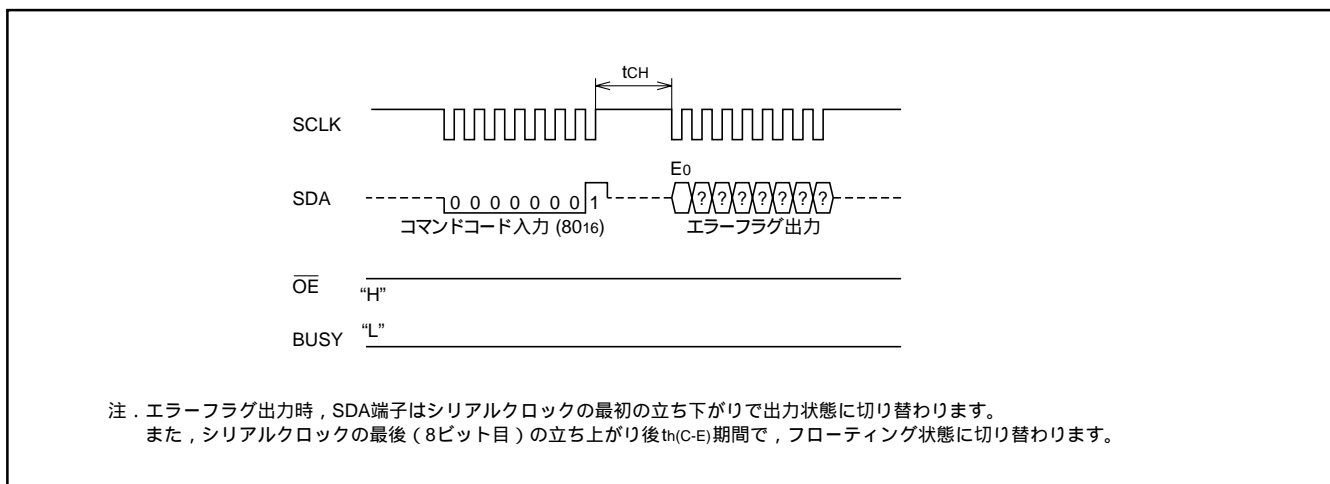 tCH
SCLK
E0
SDA
0 0 0 0 0 0 0 1
? ? ? ? ? ? ?
コマンドコード入力 (8016)
エラーフラグ出力
OE
“H”
BUSY
“L”
注．エラーフラグ出力時，SDA端子はシリアルクロックの最初の立ち下がりで出力状態に切り替わります。
また，シリアルクロックの最後（8ビット目）の立ち上がり後th(C-E)期間で，フローティング状態に切り替わります。